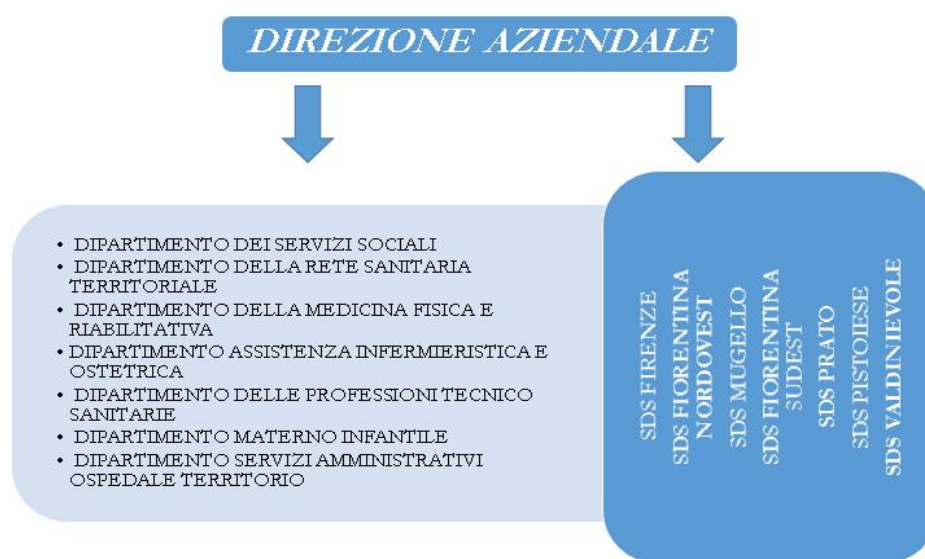 DIREZIONE AZIENDALE
• DIPARTIMENTO DEI SERVIZI SOCIALI
• DIPARTIMENTO DELLA RETE SANITARIA
TERRITORIALE
• DIPARTIMENTO DELLA MEDICINA FISICA E
RIABILITATIVA
• DIPARTIMENTO ASSISTENZA INFERMIERISTICA E
OSTETRICA
• DIPARTIMENTO DELLE PROFESSIONI TECNICO
SANITARIE
• DIPARTIMENTO MATERNO INFANTILE
• DIPARTIMENTO SERVIZI AMMINISTRATIVI
OSPEDALE TERRITORIO
SDS FIRENZE
SDS FIORENTINA
NORDOVEST
SDS MUGELLO
SDS FIORENTINA
SUDEST
SDS PRATO
SDS PISTOIESE
SDS VALDINIEVOLE